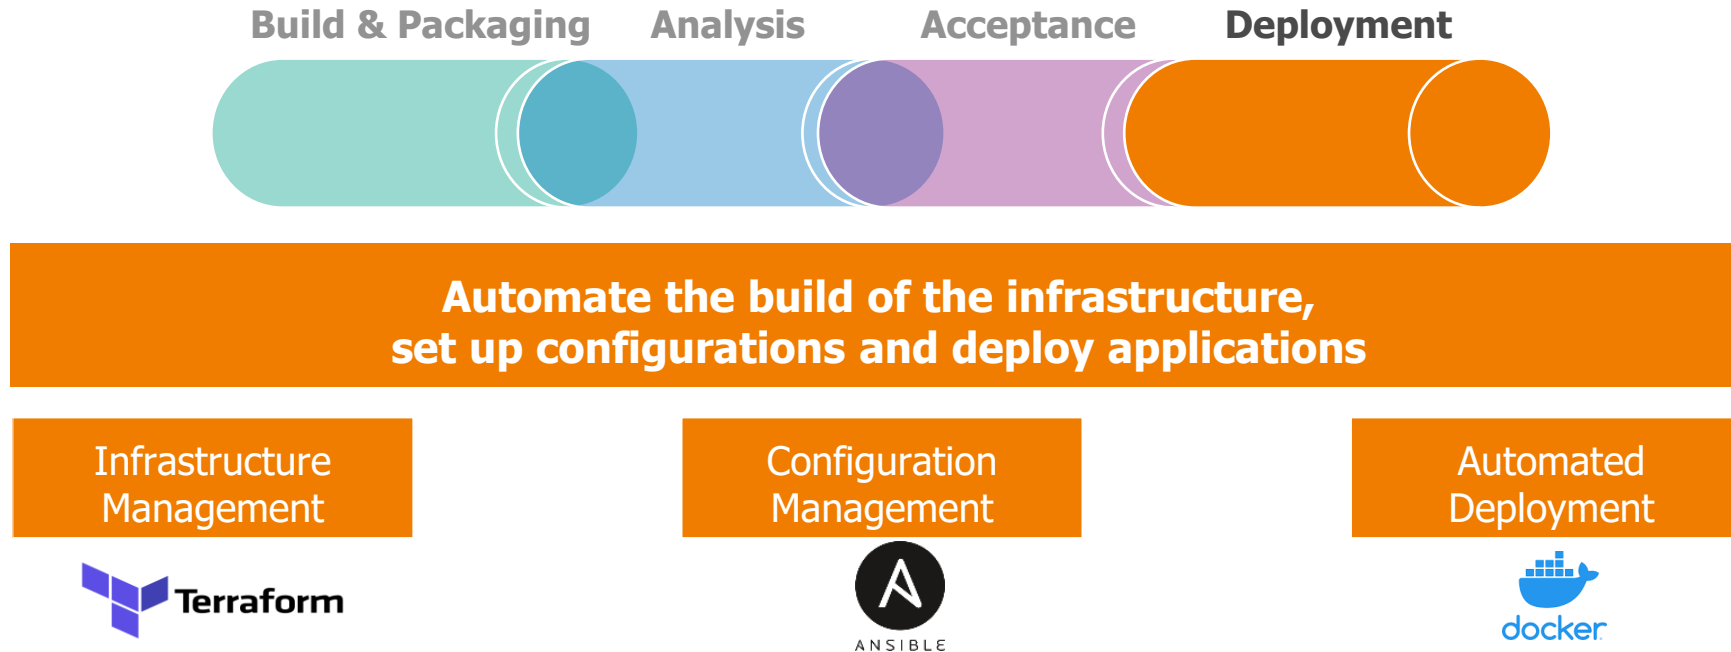 Build & Packaging
Analysis
Acceptance
Deployment
Automate the build of the infrastructure,
set up configurations and deploy applications
Infrastructure
Management
Configuration
Management
Automated
Deployment
Terraform
ANSIBLE
docker